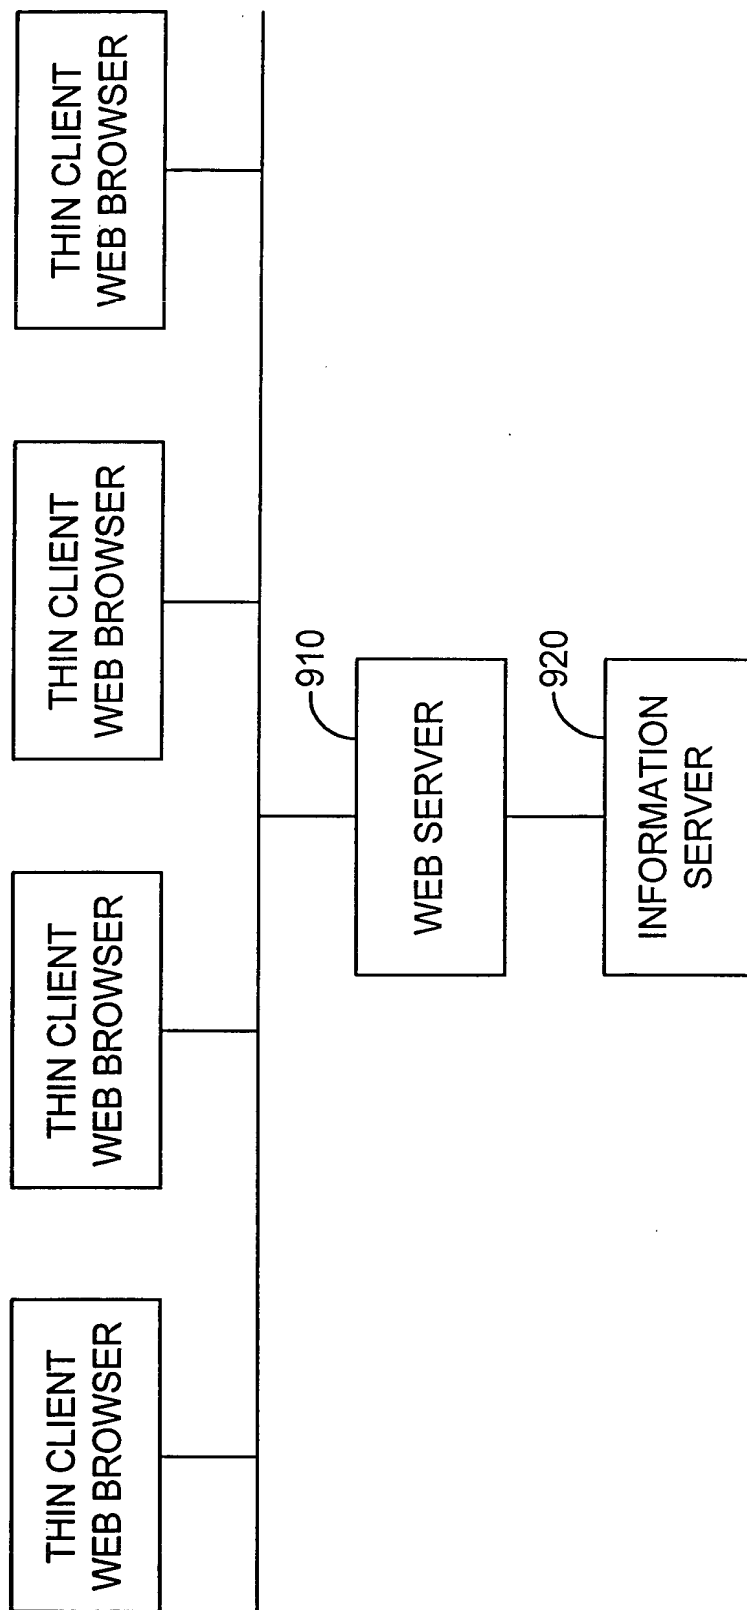 THIN CLIENT
WEB BROWSER
THIN CLIENT
WEB BROWSER
THIN CLIENT
WEB BROWSER
THIN CLIENT
WEB BROWSER
910
WEB SERVER
920
INFORMATION
SERVER